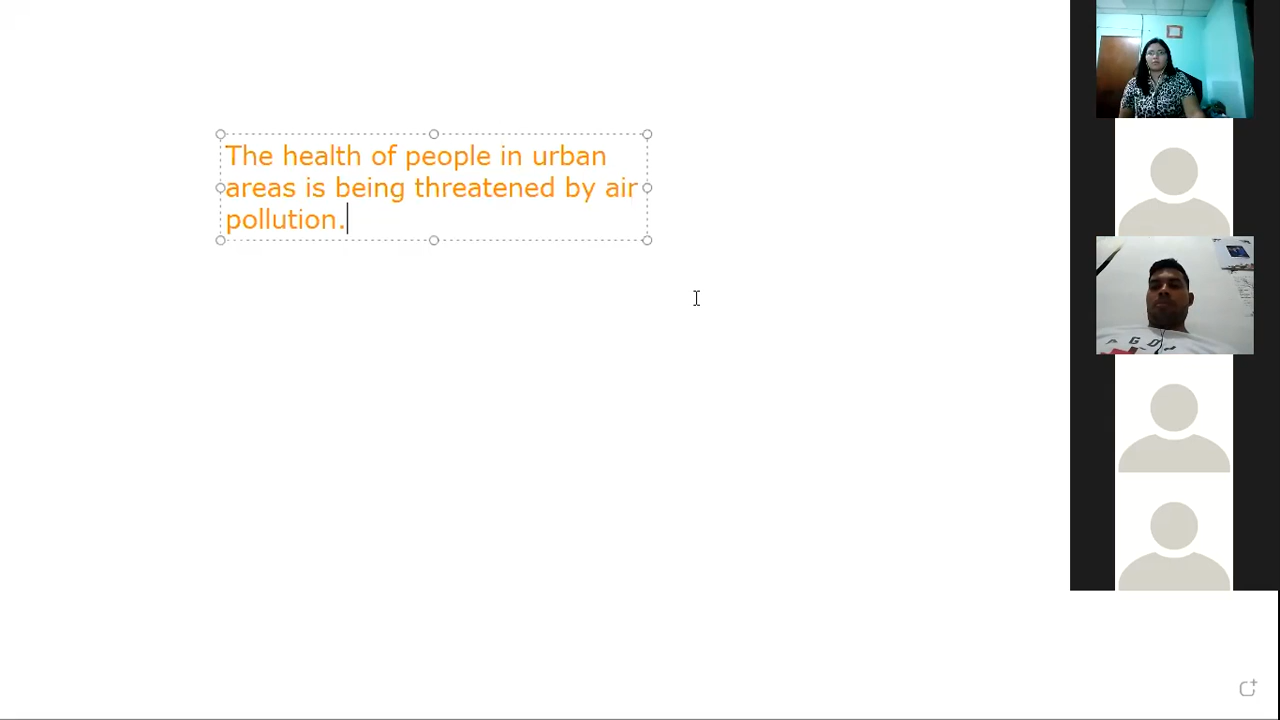 The health of people in urban
areas is being threatened by air
pollution.